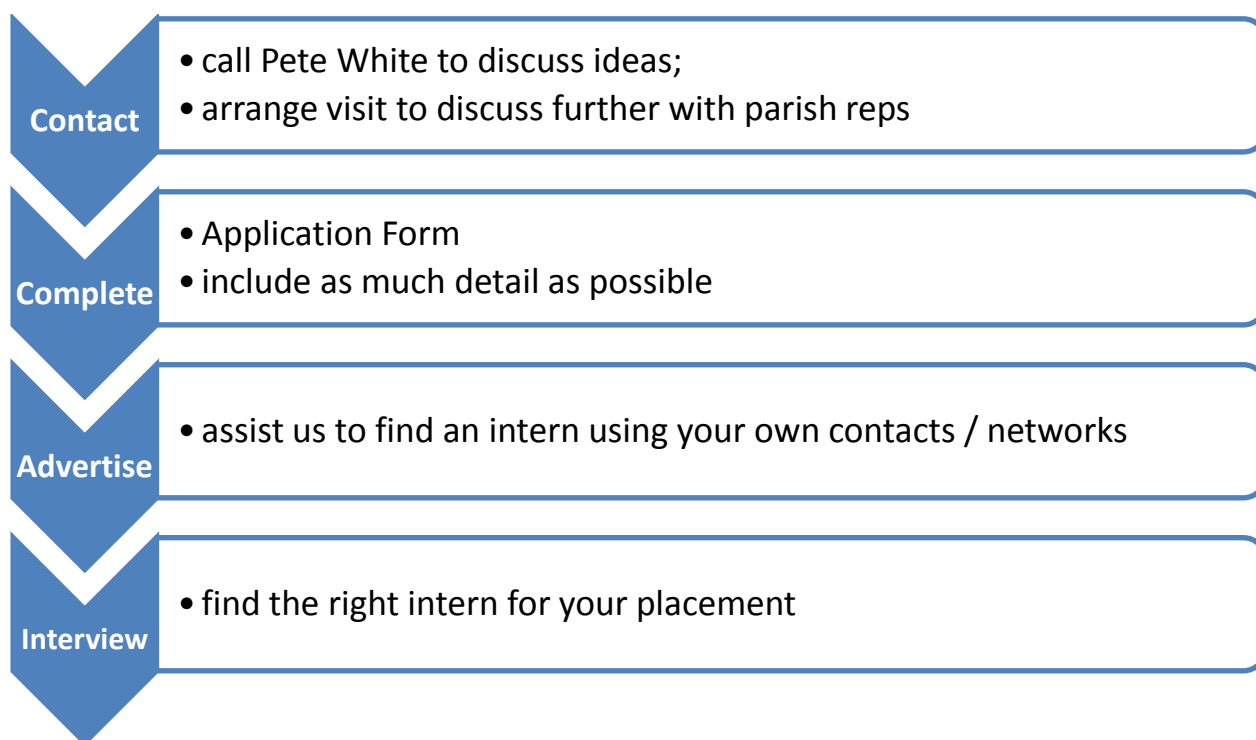 Contact
• call Pete White to discuss ideas;
• arrange visit to discuss further with parish reps
Complete
• Application Form
• include as much detail as possible
Advertise
• assist us to find an intern using your own contacts / networks
Interview
• find the right intern for your placement